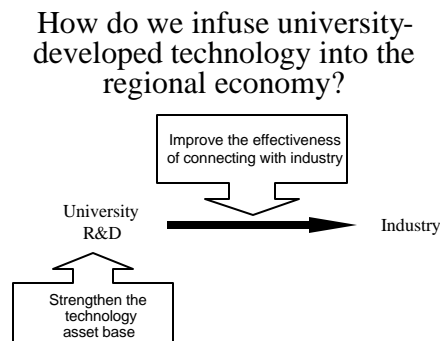 How do we infuse university-
developed technology into the
regional economy?
Improve the effectiveness
of connecting with industry
University
R&D
Industry
Strengthen the
technology
asset base